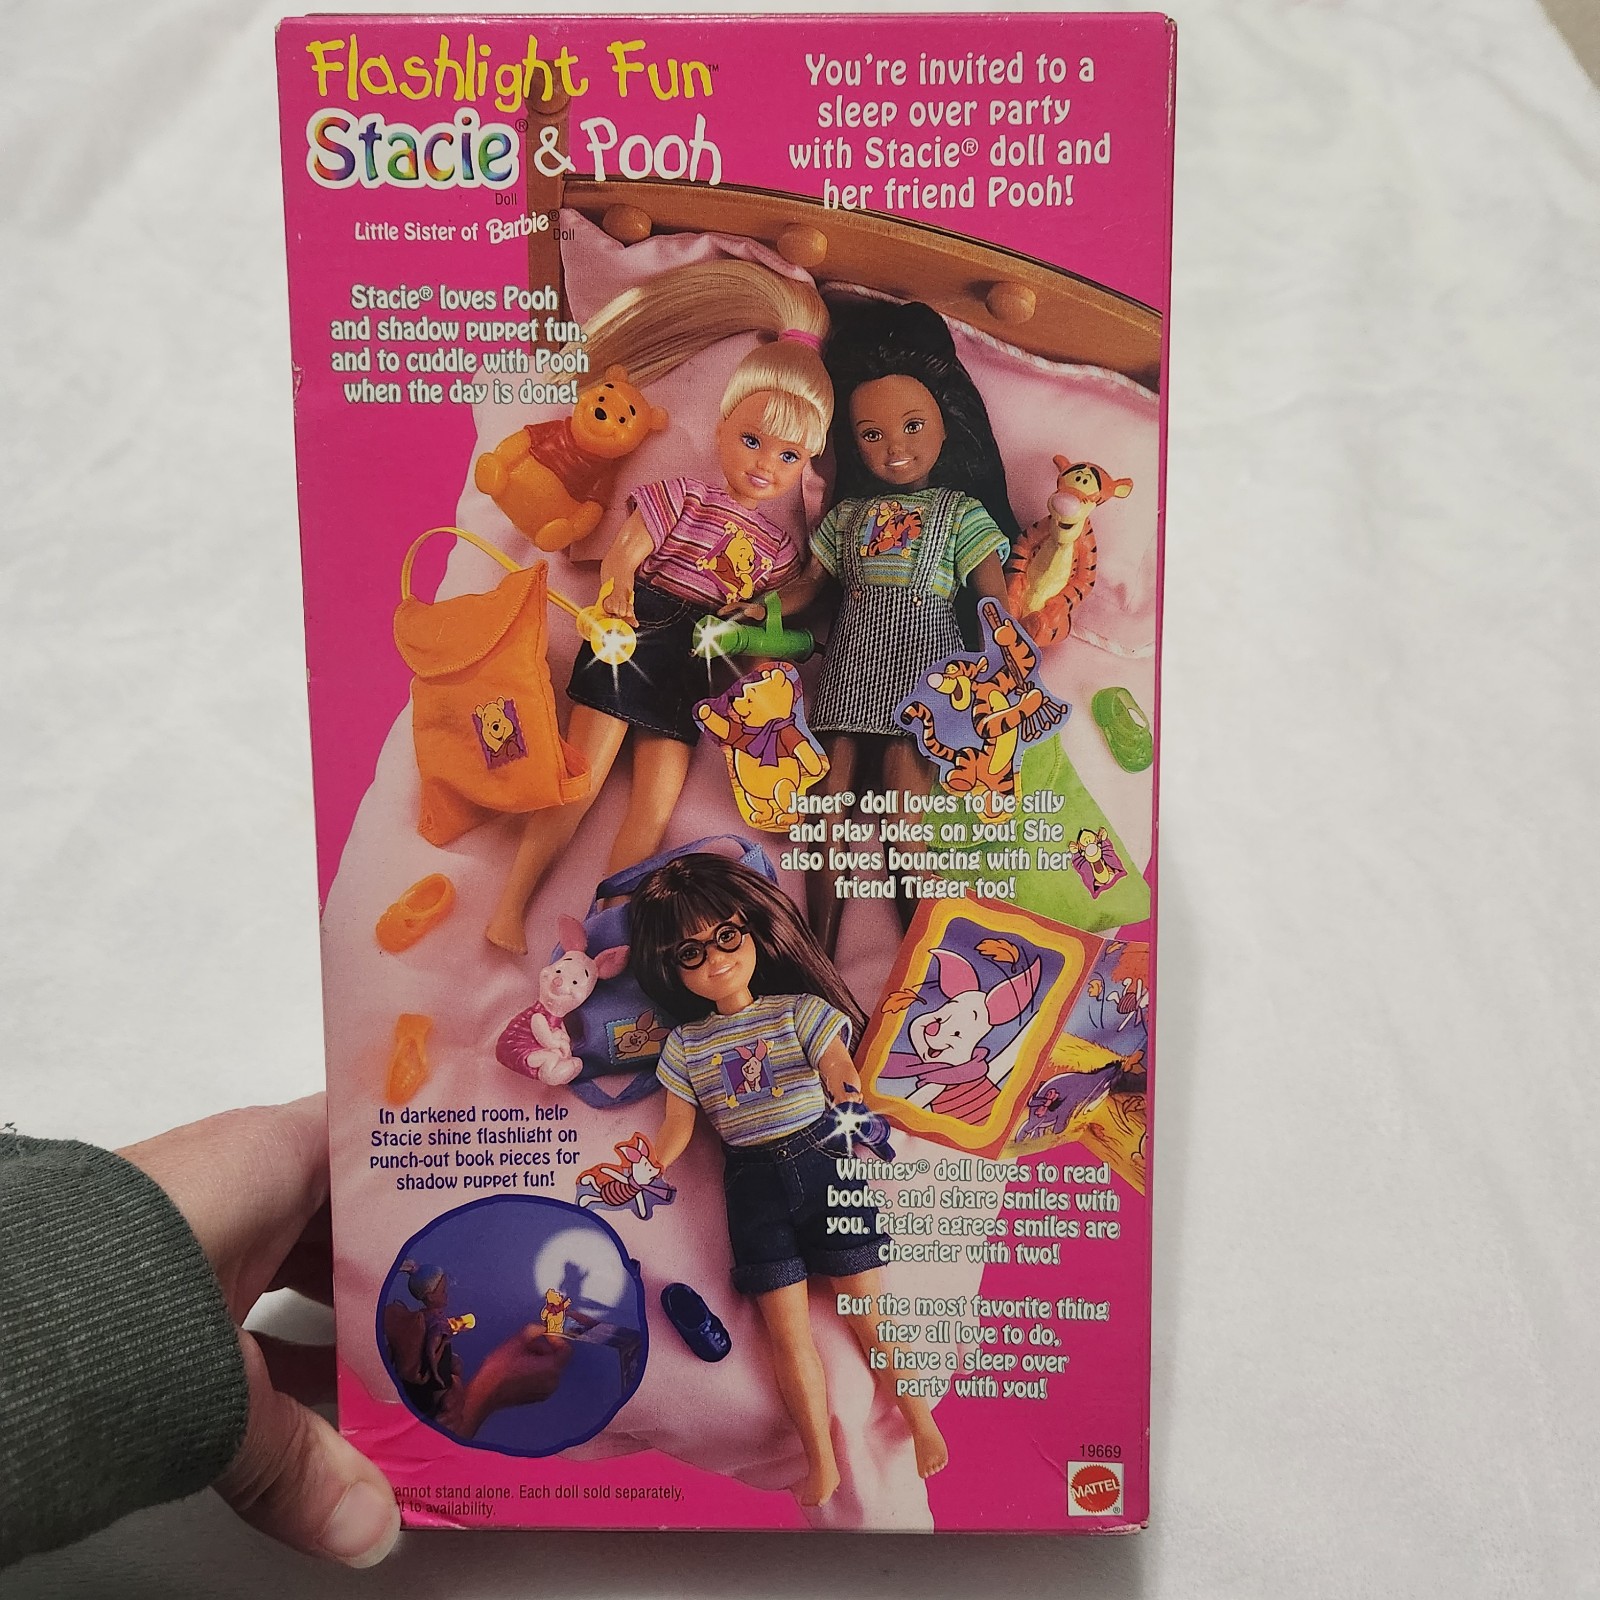 Flashlight Fun™
Stacie® & Pooh
Doll
Little Sister of Barbie® Doll
You're invited to a
sleep over party
with Stacie® doll and
her friend Pooh!
Stacie® loves Pooh
and shadow puppet fun,
and to cuddle with Pooh
when the day is done!
Janet® doll loves to be silly
and play jokes on you! She
also loves bouncing with her
friend Tigger too!
In darkened room, help
Stacie shine flashlight on
punch-out book pieces for
shadow puppet fun!
Whitney® doll loves to read
books, and share smiles with
you. Piglet agrees smiles are
cheerier with two!
But the most favorite thing
they all love to do,
is have a sleep over
party with you!
19669
MATTEL
®
stand alone. Each doll sold separately,
to availability.